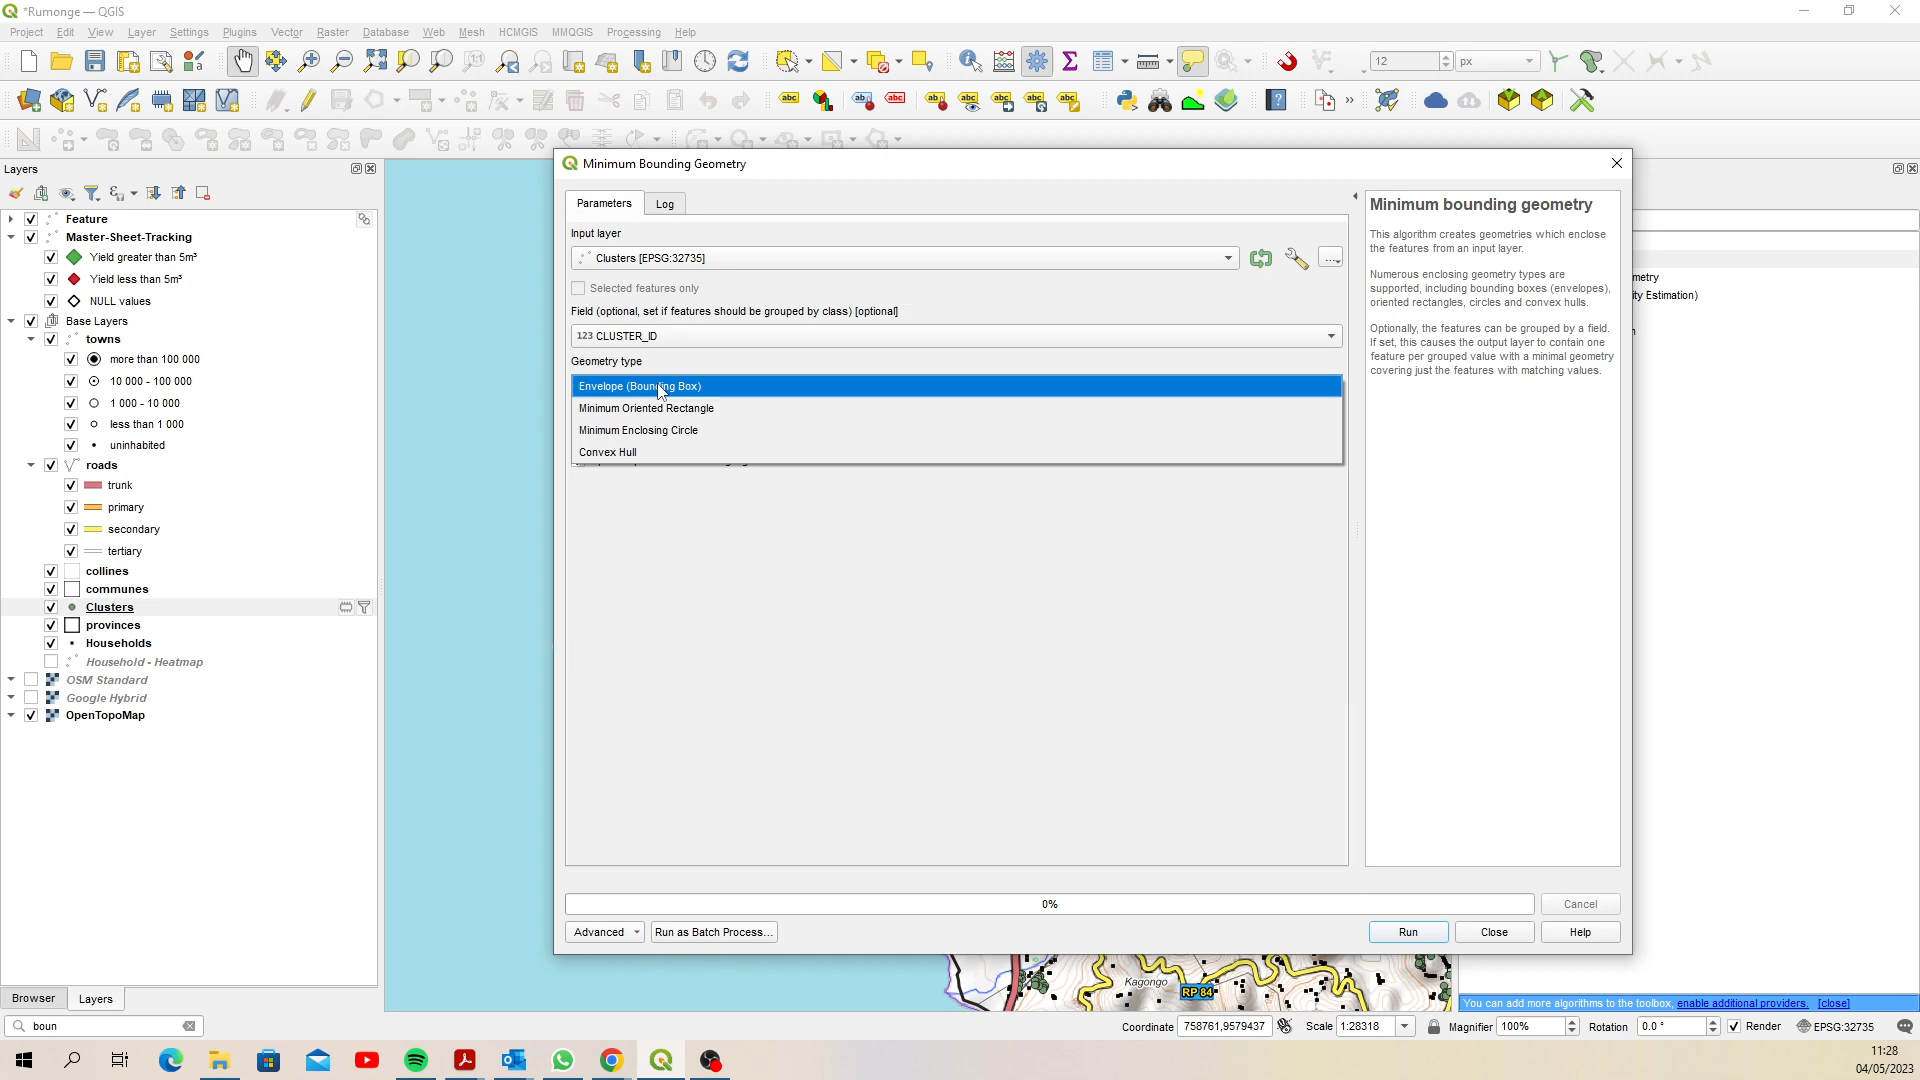 *Rumonge — QGIS
Project Edit View Layer Settings Plugins Vector Raster Database Web Mesh HCMGIS MMQGIS Processing Help
12 px
Layers
Feature
Master-Sheet-Tracking
Yield greater than 5m³
Yield less than 5m³
NULL values
Base Layers
towns
more than 100 000
10 000 - 100 000
1 000 - 10 000
less than 1 000
uninhabited
roads
trunk
primary
secondary
tertiary
collines
communes
Clusters
provinces
Households
Household - Heatmap
OSM Standard
Google Hybrid
OpenTopoMap
Browser Layers
boun
Minimum Bounding Geometry
Parameters Log
Input layer
Clusters [EPSG:32735]
Selected features only
Field (optional, set if features should be grouped by class) [optional]
123 CLUSTER_ID
Geometry type
Envelope (Bounding Box)
Minimum Oriented Rectangle
Minimum Enclosing Circle
Convex Hull
Minimum bounding geometry
This algorithm creates geometries which enclose
the features from an input layer.
Numerous enclosing geometry types are
supported, including bounding boxes (envelopes),
oriented rectangles, circles and convex hulls.
Optionally, the features can be grouped by a field.
If set, this causes the output layer to contain one
feature per grouped value with a minimal geometry
covering just the features with matching values.
0%
Cancel
Advanced Run as Batch Process...
Run Close Help
metry
ity Estimation)
Kagongo
RP 84
You can add more algorithms to the toolbox, enable additional providers. [close]
Coordinate 758761,9579437 Scale 1:28318 Magnifier 100% Rotation 0.0 ° Render EPSG:32735
11:28
04/05/2023